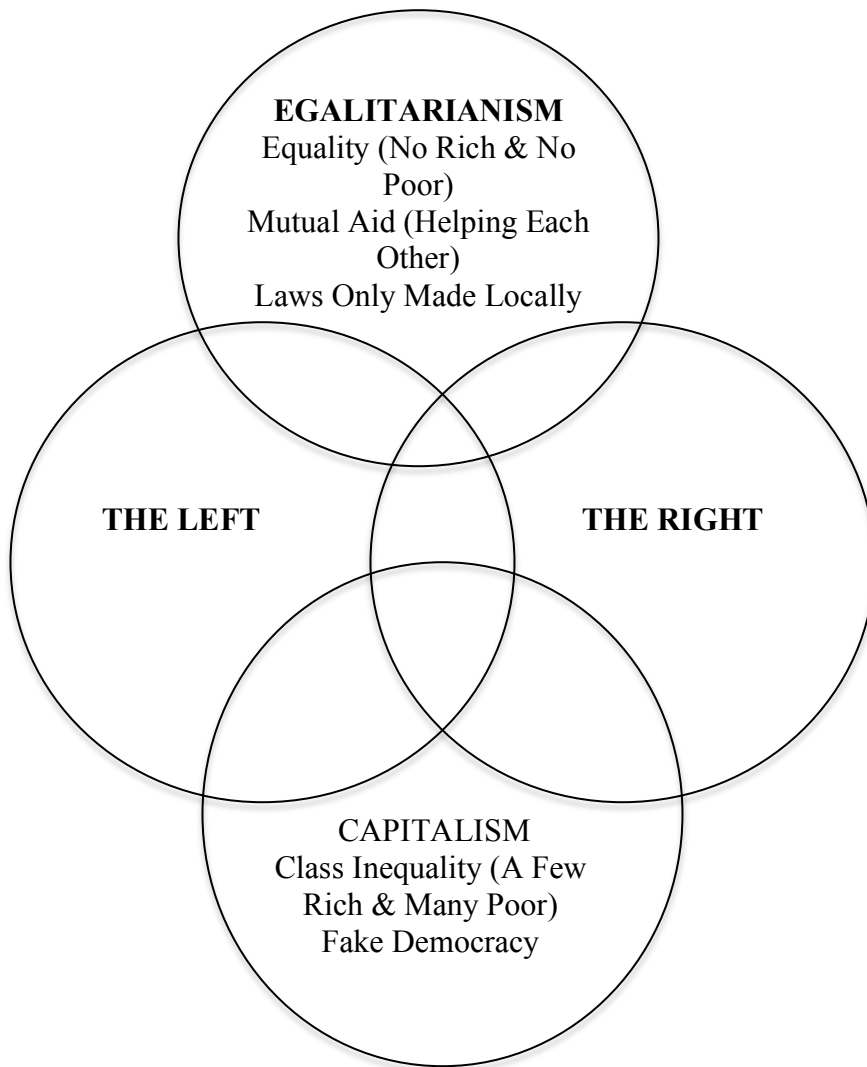 EGALITARIANISM
Equality (No Rich & No
Poor)
Mutual Aid (Helping Each
Other)
Laws Only Made Locally
THE LEFT
THE RIGHT
CAPITALISM
Class Inequality (A Few
Rich & Many Poor)
Fake Democracy